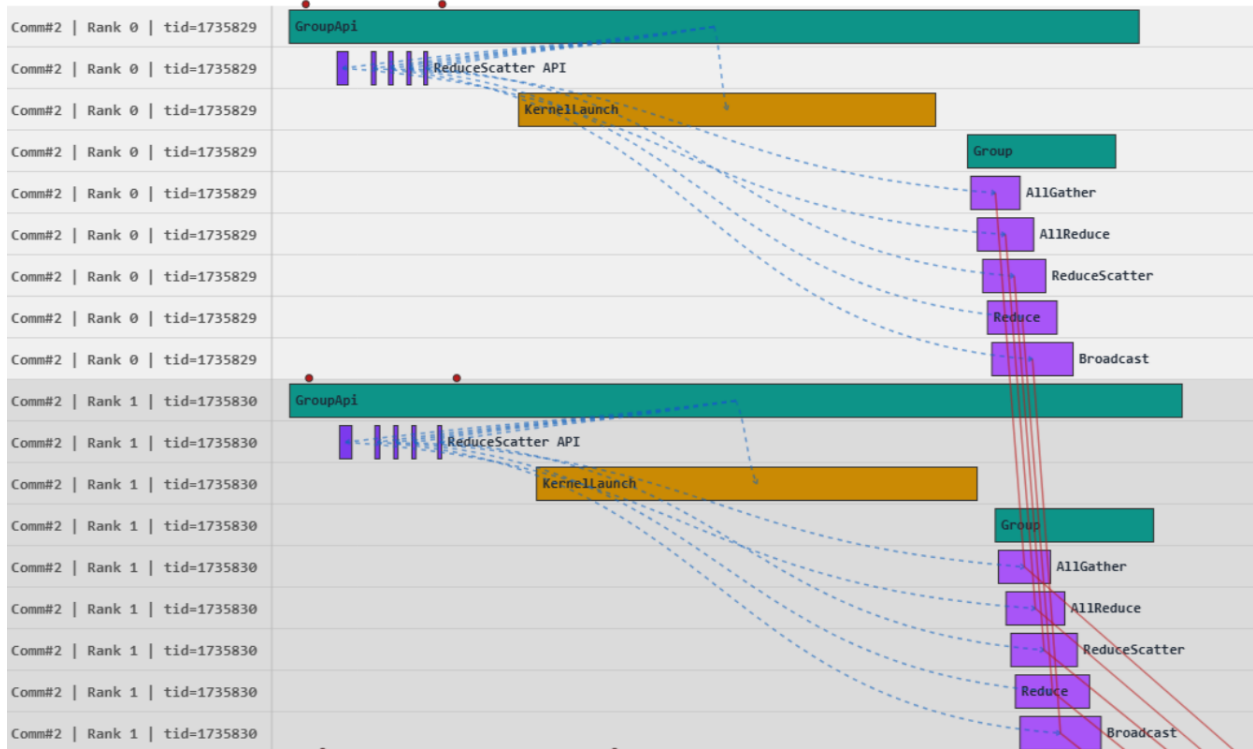 Comm#2 | Rank 0 | tid=1735829 GroupApi
Comm#2 | Rank 0 | tid=1735829 ReduceScatter API
Comm#2 | Rank 0 | tid=1735829 KernelLaunch
Comm#2 | Rank 0 | tid=1735829 Group
Comm#2 | Rank 0 | tid=1735829 AllGather
Comm#2 | Rank 0 | tid=1735829 AllReduce
Comm#2 | Rank 0 | tid=1735829 ReduceScatter
Comm#2 | Rank 0 | tid=1735829 Reduce
Comm#2 | Rank 0 | tid=1735829 Broadcast
Comm#2 | Rank 1 | tid=1735830 GroupApi
Comm#2 | Rank 1 | tid=1735830 ReduceScatter API
Comm#2 | Rank 1 | tid=1735830 KernelLaunch
Comm#2 | Rank 1 | tid=1735830 Group
Comm#2 | Rank 1 | tid=1735830 AllGather
Comm#2 | Rank 1 | tid=1735830 AllReduce
Comm#2 | Rank 1 | tid=1735830 ReduceScatter
Comm#2 | Rank 1 | tid=1735830 Reduce
Comm#2 | Rank 1 | tid=1735830 Broadcast